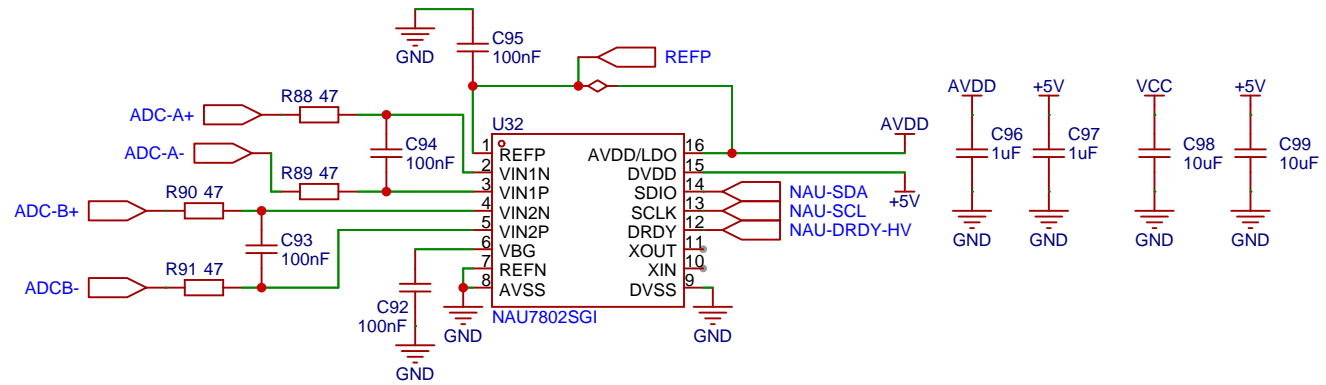 C95
100nF
GND
REFP
R88 47
ADC-A+
ADC-A-
C94
100nF
R89 47
R90 47
ADC-B+
C93
100nF
R91 47
ADCB-
C92
100nF
GND
GND
U32
1 REFP AVDD/LDO 16
2 VIN1N DVDD 15
3 VIN1P SDIO 14
4 VIN2N SCLK 13
5 VIN2P DRDY 12
6 VBG XOUT 11
7 REFN XIN 10
8 AVSS DVSS 9
NAU7802SGI
AVDD
+5V
NAU-SDA
NAU-SCL
NAU-DRDY-HV
GND
AVDD
C96
1uF
GND
+5V
C97
1uF
GND
VCC
C98
10uF
GND
+5V
C99
10uF
GND